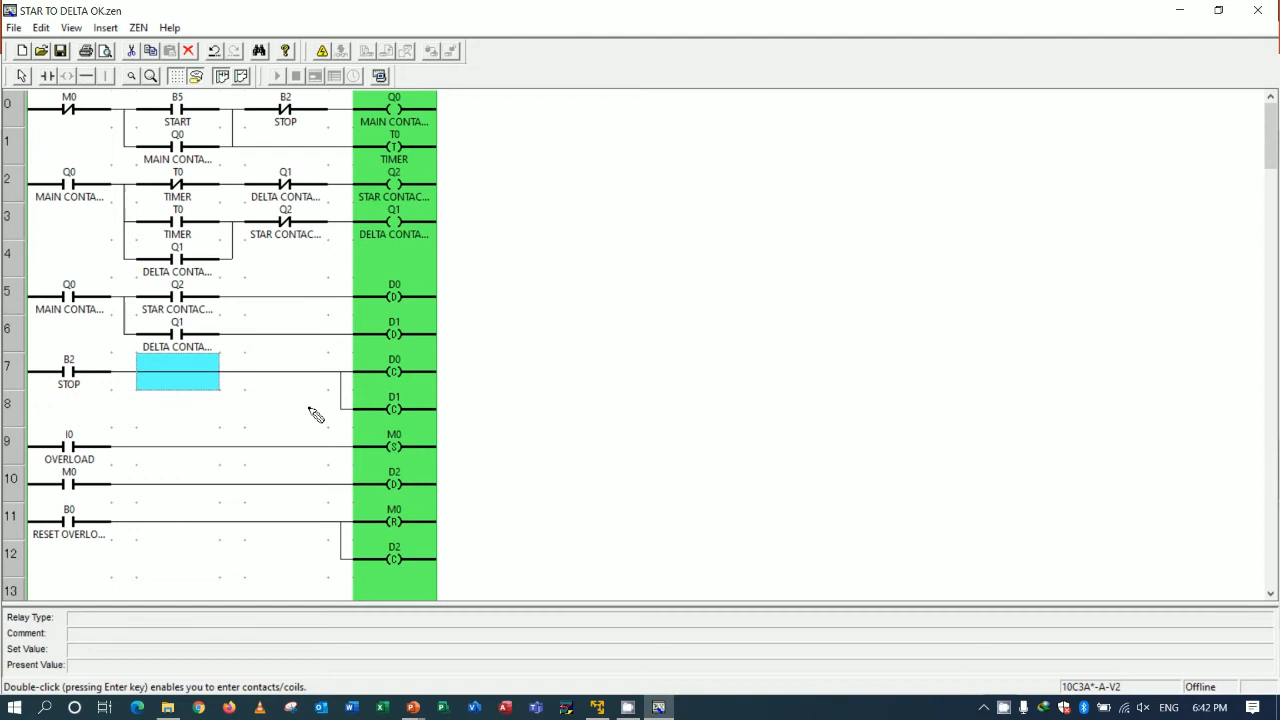 STAR TO DELTA OK.zen
File Edit View Insert ZEN Help
0 M0 B5 B2 Q0
START STOP MAIN CONTA...
1 Q0 T0
MAIN CONTA... TIMER
2 Q0 T0 Q1 Q2
MAIN CONTA... TIMER DELTA CONTA... STAR CONTAC...
3 T0 Q2 Q1
TIMER STAR CONTAC... DELTA CONTA...
4 Q1
DELTA CONTA...
5 Q0 Q2 D0
MAIN CONTA... STAR CONTAC...
6 Q1 D1
DELTA CONTA...
7 B2 D0
STOP
8 D1
9 I0 M0
OVERLOAD
10 M0 D2
11 B0 M0
RESET OVERLO...
12 D2
13
Relay Type:
Comment:
Set Value:
Present Value:
Double-click (pressing Enter key) enables you to enter contacts/coils. 10C3A*-A-V2 Offline
ENG 6:42 PM